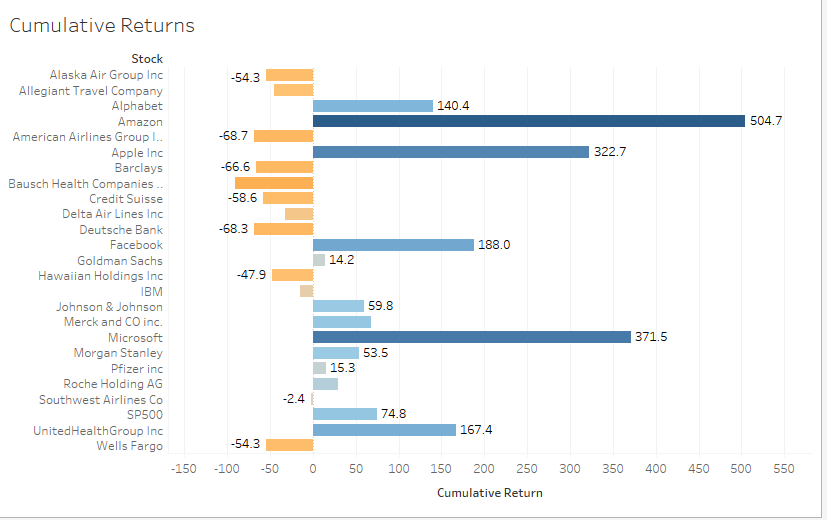 Cumulative Returns
Stock
Alaska Air Group Inc -54.3
Allegiant Travel Company
Alphabet 140.4
Amazon 504.7
American Airlines Group I.. -68.7
Apple Inc 322.7
Barclays -66.6
Bausch Health Companies ..
Credit Suisse -58.6
Delta Air Lines Inc
Deutsche Bank -68.3
Facebook 188.0
Goldman Sachs 14.2
Hawaiian Holdings Inc -47.9
IBM
Johnson & Johnson 59.8
Merck and CO inc.
Microsoft 371.5
Morgan Stanley 53.5
Pfizer inc 15.3
Roche Holding AG
Southwest Airlines Co -2.4
SP500 74.8
UnitedHealthGroup Inc 167.4
Wells Fargo -54.3
-150 -100 -50 0 50 100 150 200 250 300 350 400 450 500 550
Cumulative Return